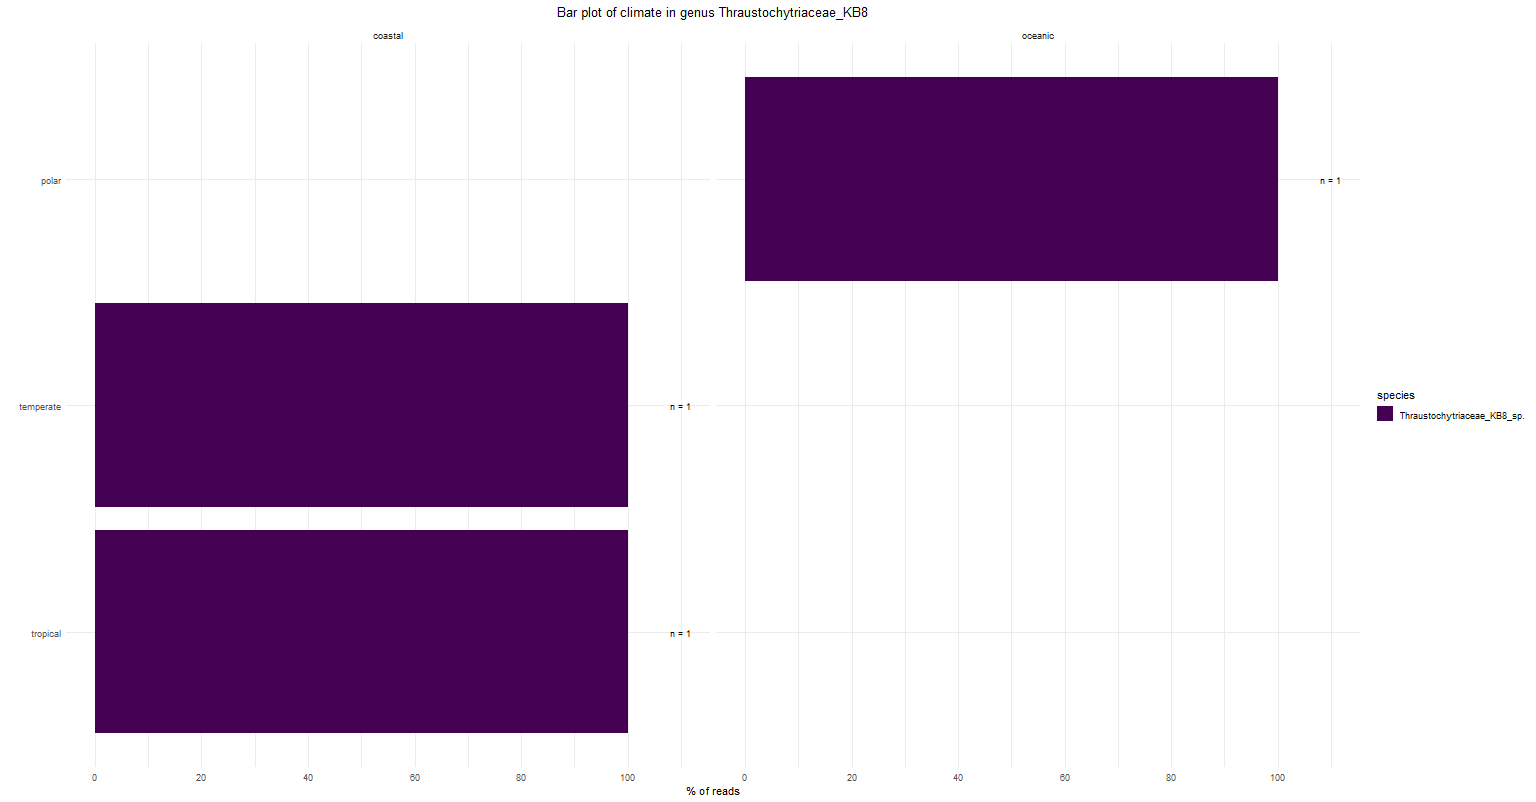 Bar plot of climate in genus Thraustochytriaceae_KB8
coastal
oceanic
polar
n = 1
temperate
n = 1
species
Thraustochytriaceae_KB8_sp.
tropical
n = 1
0 20 40 60 80 100
0 20 40 60 80 100
% of reads